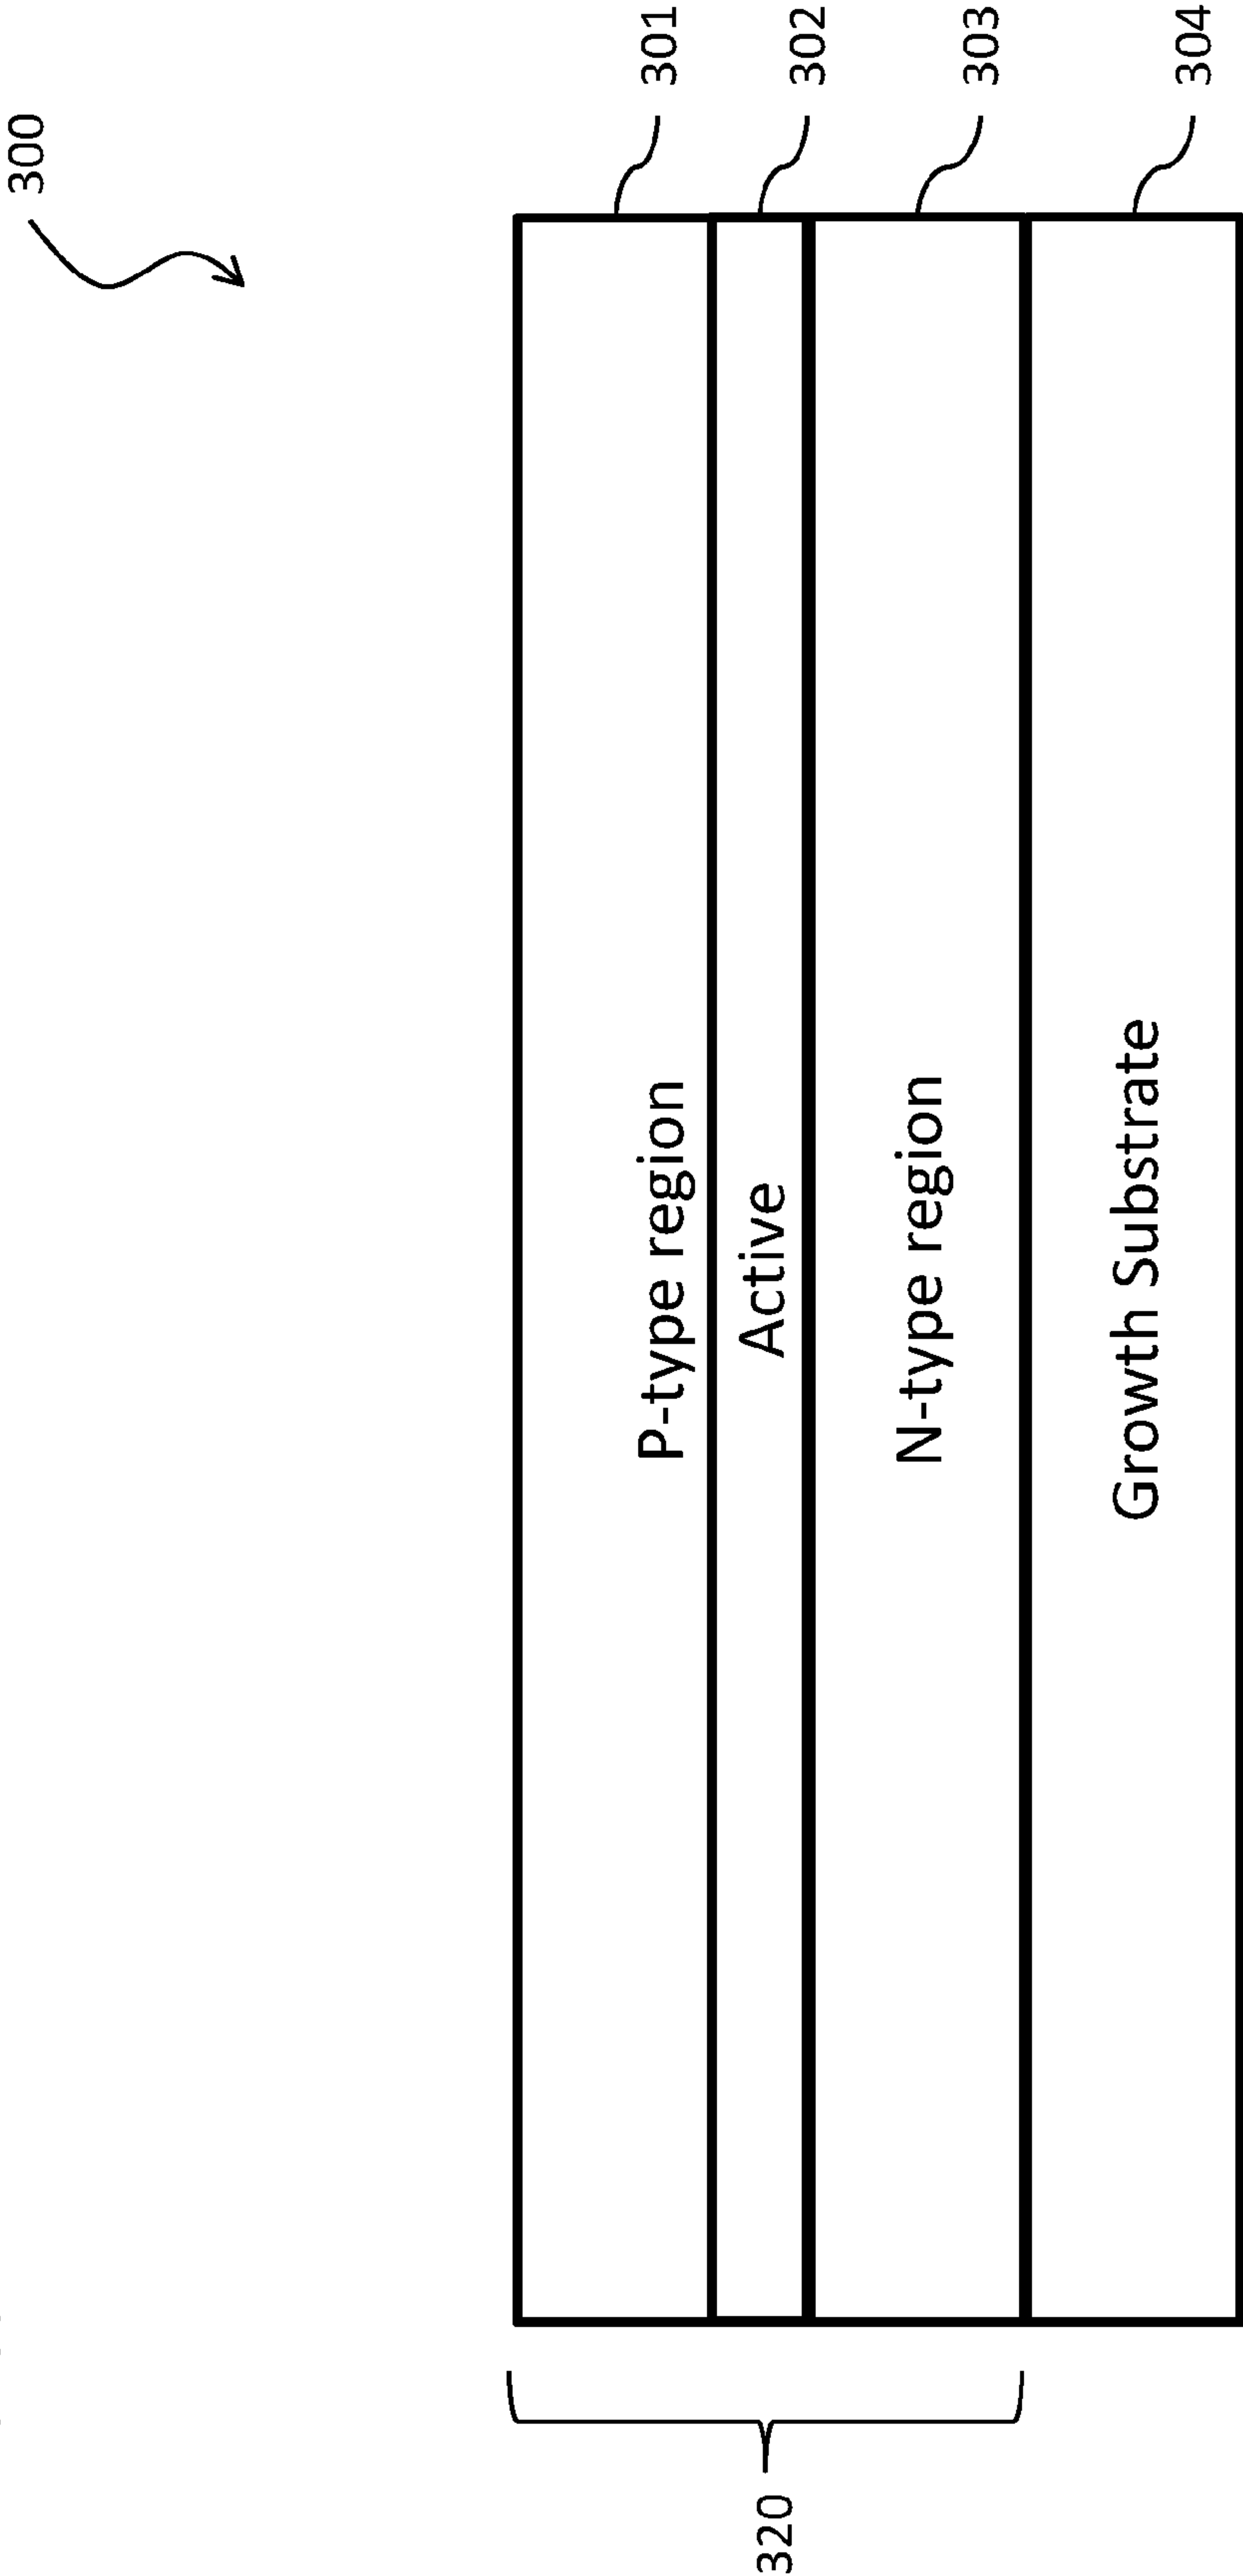 300
P-type region
301
Active
302
N-type region
303
Growth Substrate
304
320